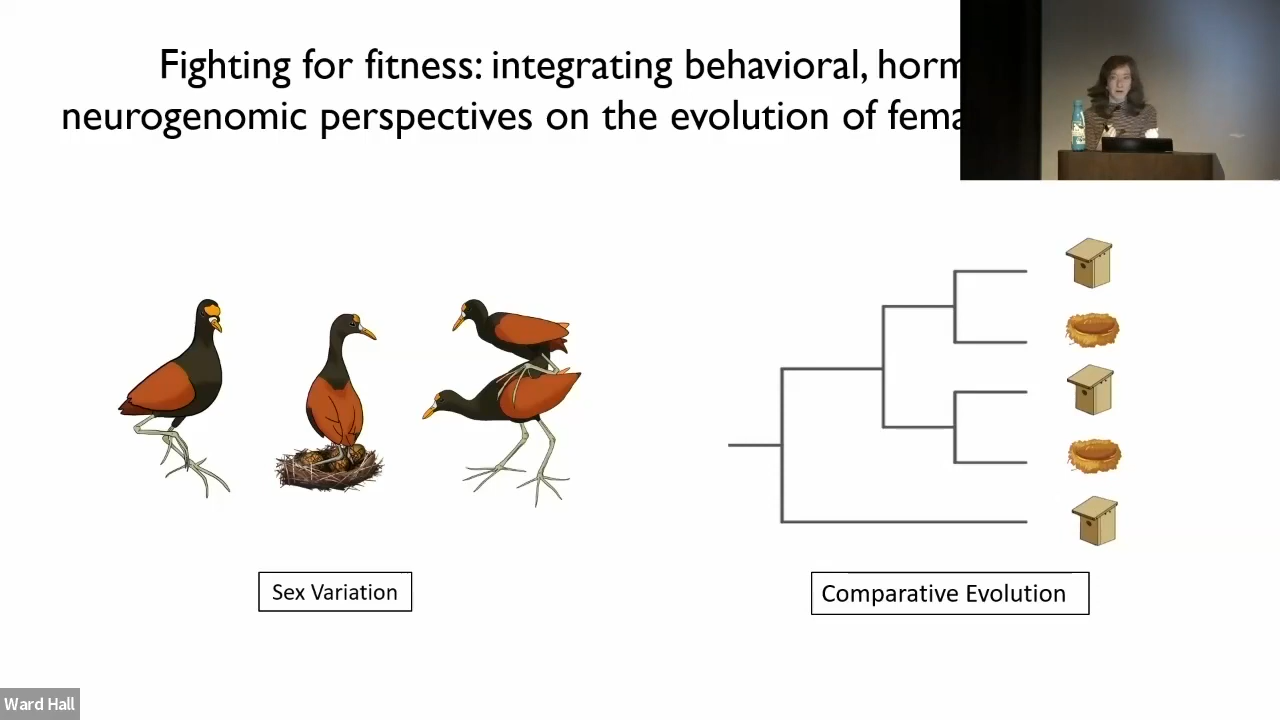 Fighting for fitness: integrating behavioral, horm
neurogenomic perspectives on the evolution of fema
Sex Variation
Comparative Evolution
Ward Hall